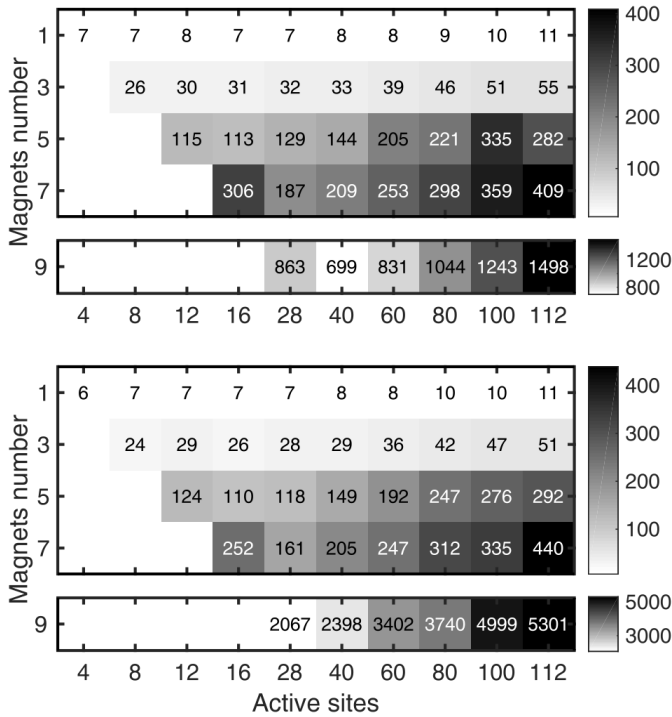 1 7 7 8 7 7 8 8 9 10 11 400
3 26 30 31 32 33 39 46 51 55 300
5 115 113 129 144 205 221 335 282 200
7 306 187 209 253 298 359 409 100
Magnets number
9 863 699 831 1044 1243 1498 1200
800
4 8 12 16 28 40 60 80 100 112
1 6 7 7 7 7 8 8 10 10 11 400
3 24 29 26 28 29 36 42 47 51 300
5 124 110 118 149 192 247 276 292 200
7 252 161 205 247 312 335 440 100
Magnets number
9 2067 2398 3402 3740 4999 5301 5000
3000
4 8 12 16 28 40 60 80 100 112
Active sites